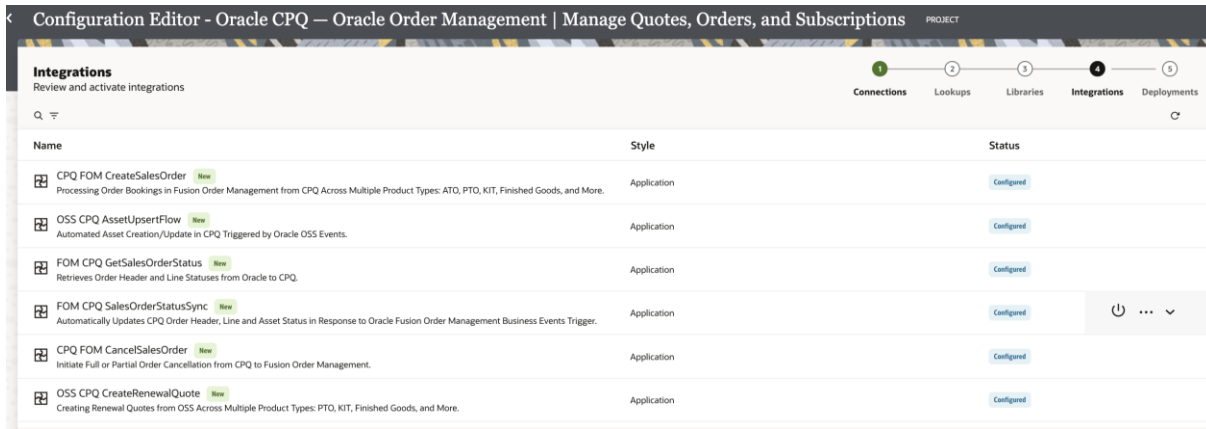 Configuration Editor - Oracle CPQ — Oracle Order Management | Manage Quotes, Orders, and Subscriptions PROJECT
Integrations
Review and activate integrations
1 2 3 4 5
Connections Lookups Libraries Integrations Deployments
Name Style Status
CPQ FOM CreateSalesOrder New
Processing Order Bookings in Fusion Order Management from CPQ Across Multiple Product Types: ATO, PTO, KIT, Finished Goods, and More.
Application Configured
OSS CPQ AssetUpsertFlow New
Automated Asset Creation/Update in CPQ Triggered by Oracle OSS Events.
Application Configured
FOM CPQ GetSalesOrderStatus New
Retrieves Order Header and Line Statuses from Oracle to CPQ.
Application Configured
FOM CPQ SalesOrderStatusSync New
Automatically Updates CPQ Order Header, Line and Asset Status in Response to Oracle Fusion Order Management Business Events Trigger.
Application Configured
CPQ FOM CancelSalesOrder New
Initiate Full or Partial Order Cancellation from CPQ to Fusion Order Management.
Application Configured
OSS CPQ CreateRenewalQuote New
Creating Renewal Quotes from OSS Across Multiple Product Types: PTO, KIT, Finished Goods, and More.
Application Configured